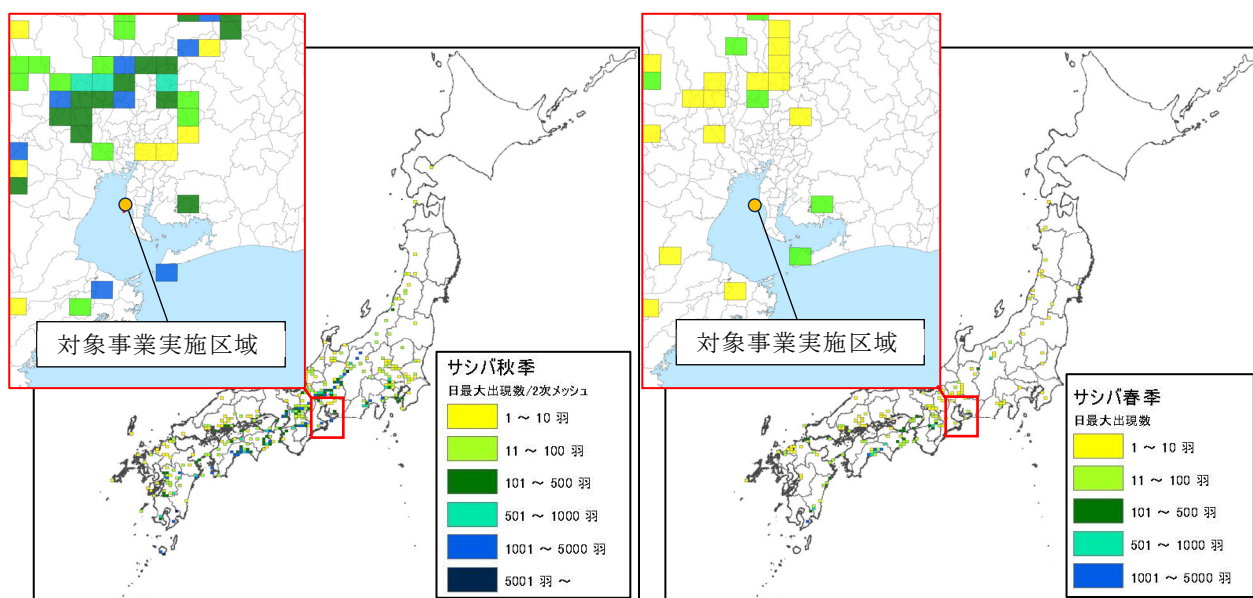 対象事業実施区域
サシバ秋季
日最大出現数/2次メッシュ
1 ～ 10 羽
11 ～ 100 羽
101 ～ 500 羽
501 ～ 1000 羽
1001 ～ 5000 羽
5001 羽 ～
対象事業実施区域
サシバ春季
日最大出現数
1 ～ 10 羽
11 ～ 100 羽
101 ～ 500 羽
501 ～ 1000 羽
1001 ～ 5000 羽